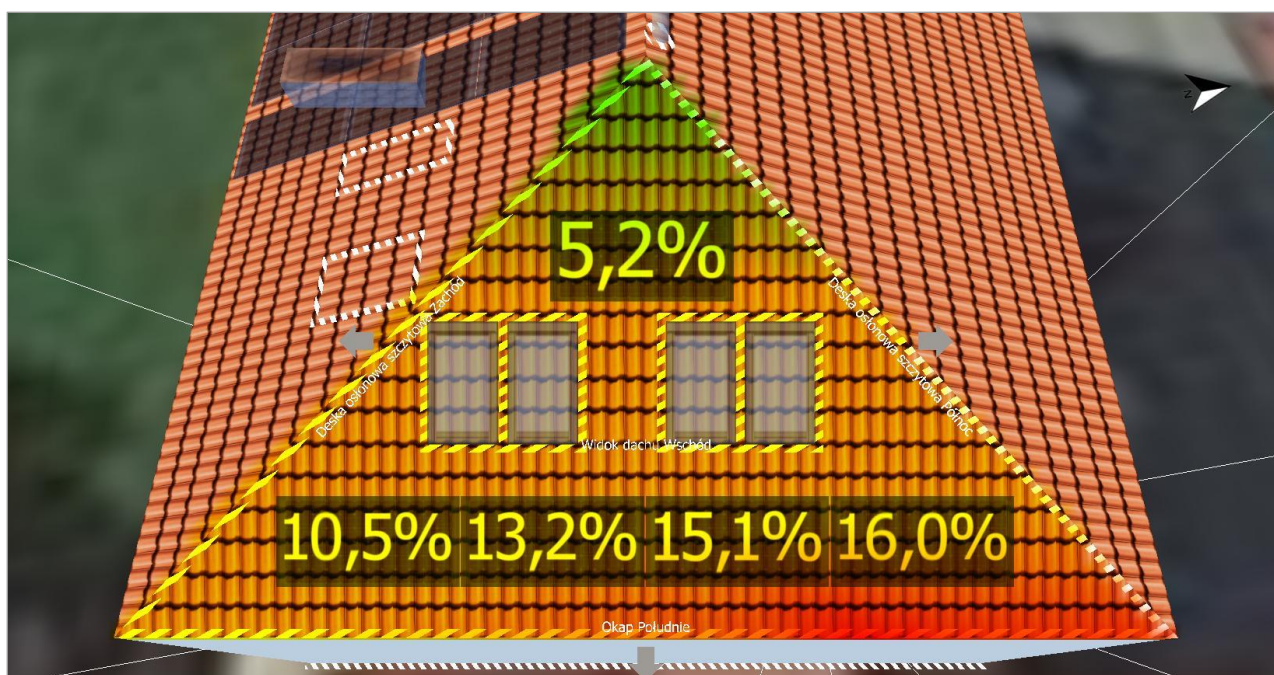 Z
5,2%
Deska osłonowa szczytowa Zachód
Deska osłonowa szczytowa Północ
Widok dachu Wschód
10,5% 13,2% 15,1% 16,0%
Okap Południe